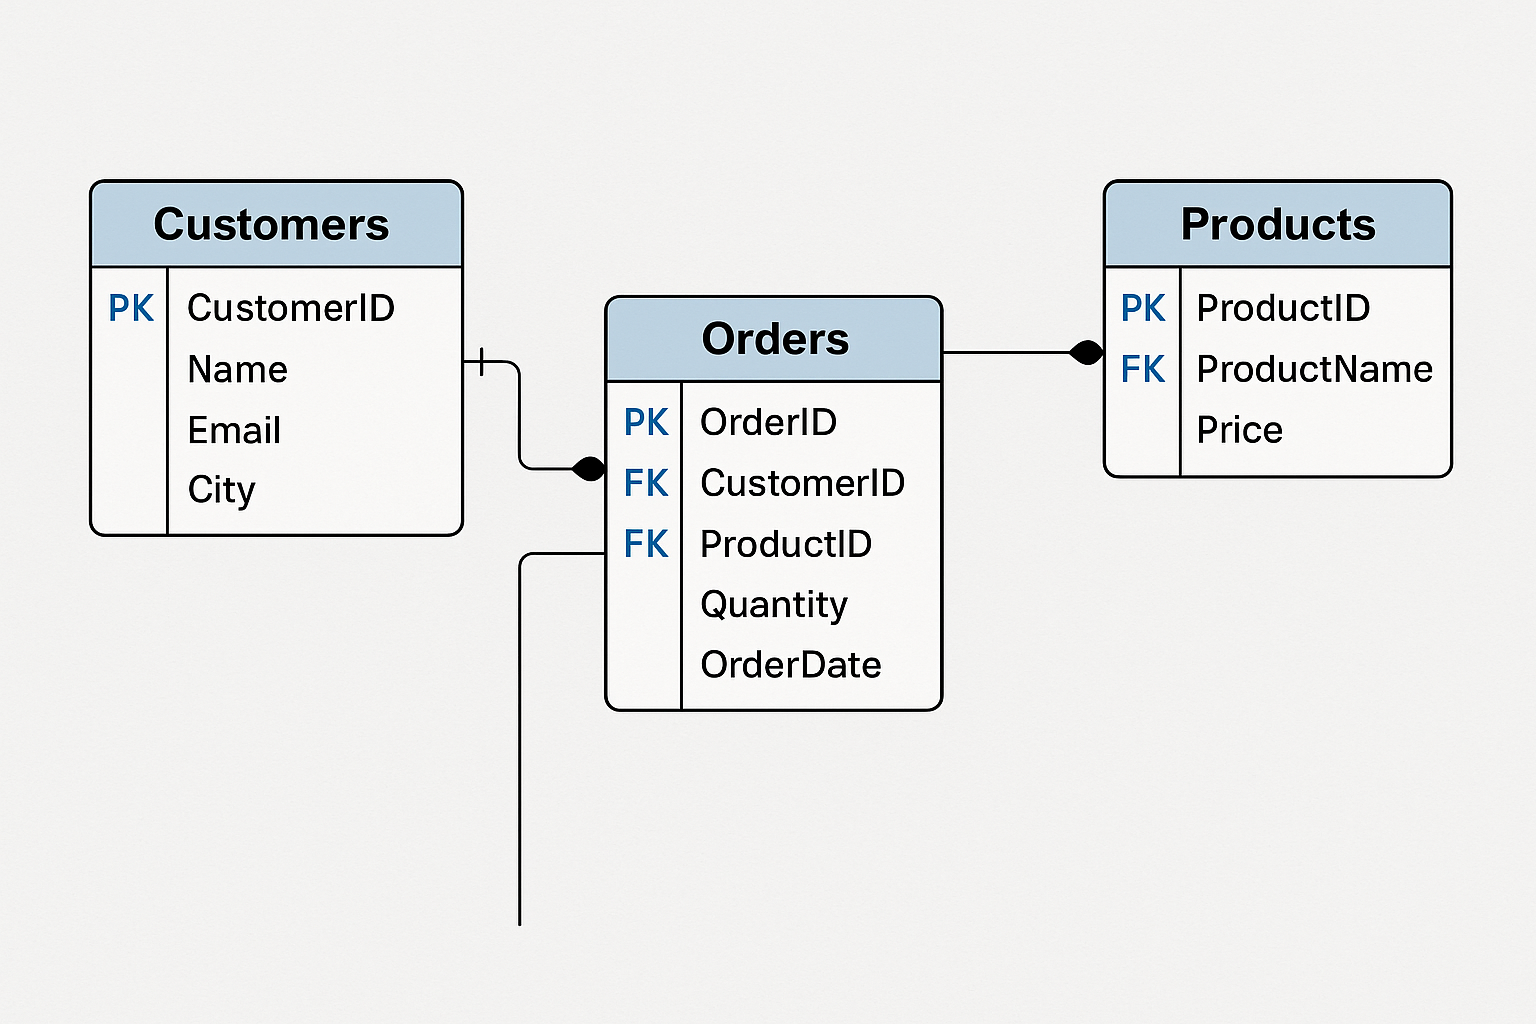 Customers
PK CustomerID
Name
Email
City
Orders
PK OrderID
FK CustomerID
FK ProductID
Quantity
OrderDate
Products
PK ProductID
FK ProductName
Price